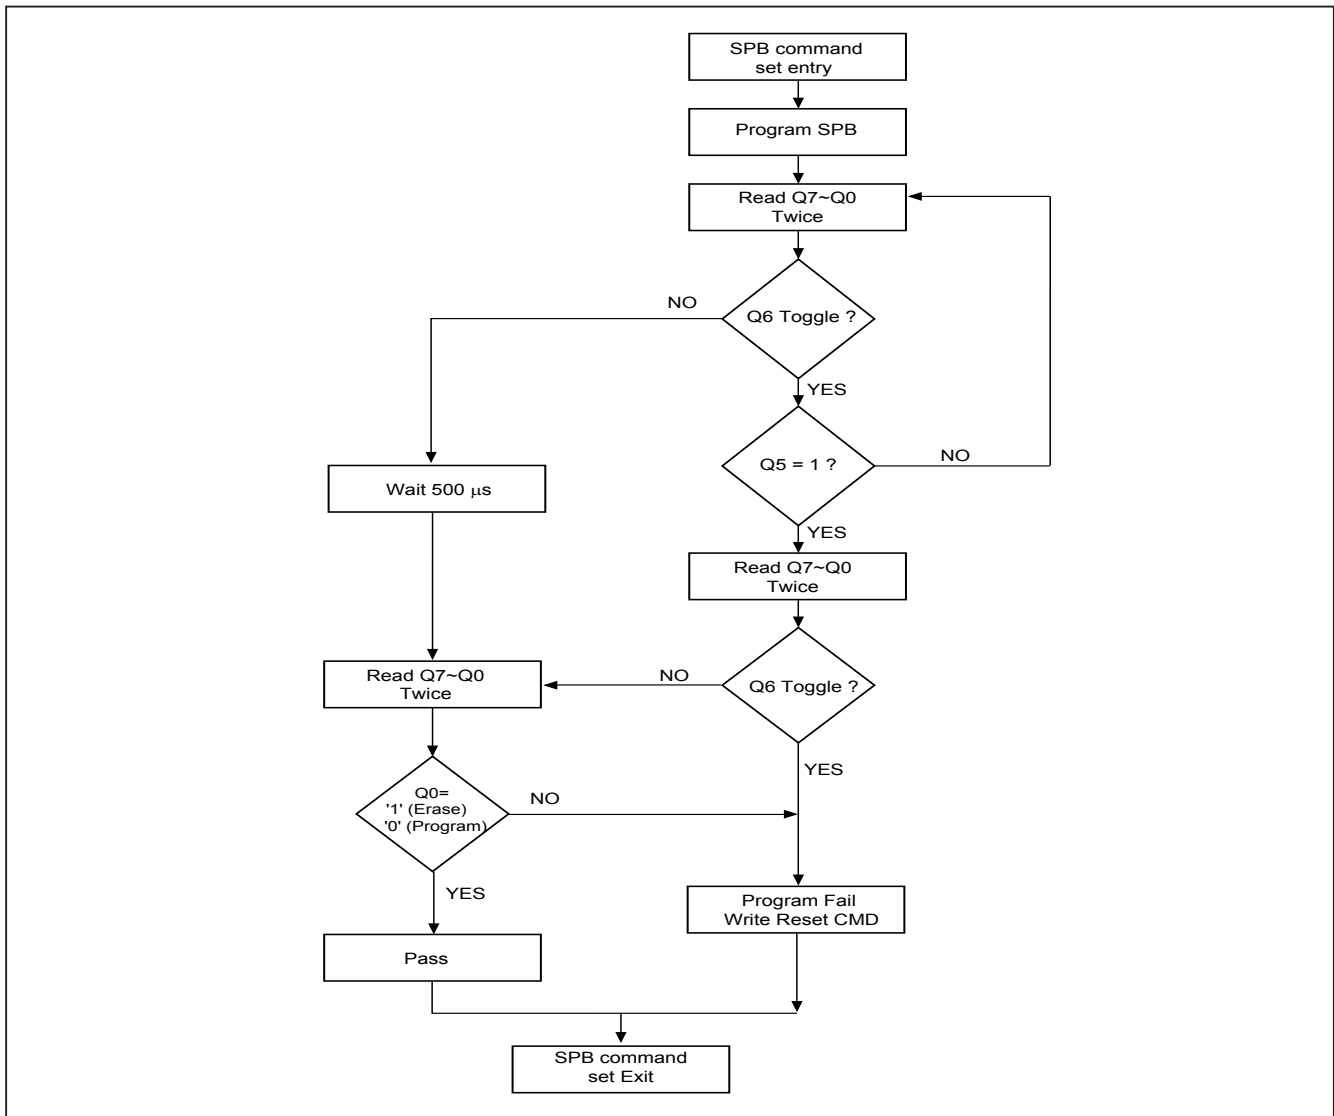 SPB command
set entry
Program SPB
Read Q7~Q0
Twice
NO
Q6 Toggle ?
YES
Q5 = 1 ?
NO
Wait 500 μs
YES
Read Q7~Q0
Twice
Read Q7~Q0
Twice
NO
Q6 Toggle ?
YES
Q0=
'1' (Erase)
'0' (Program)
NO
YES
Program Fail
Write Reset CMD
Pass
SPB command
set Exit